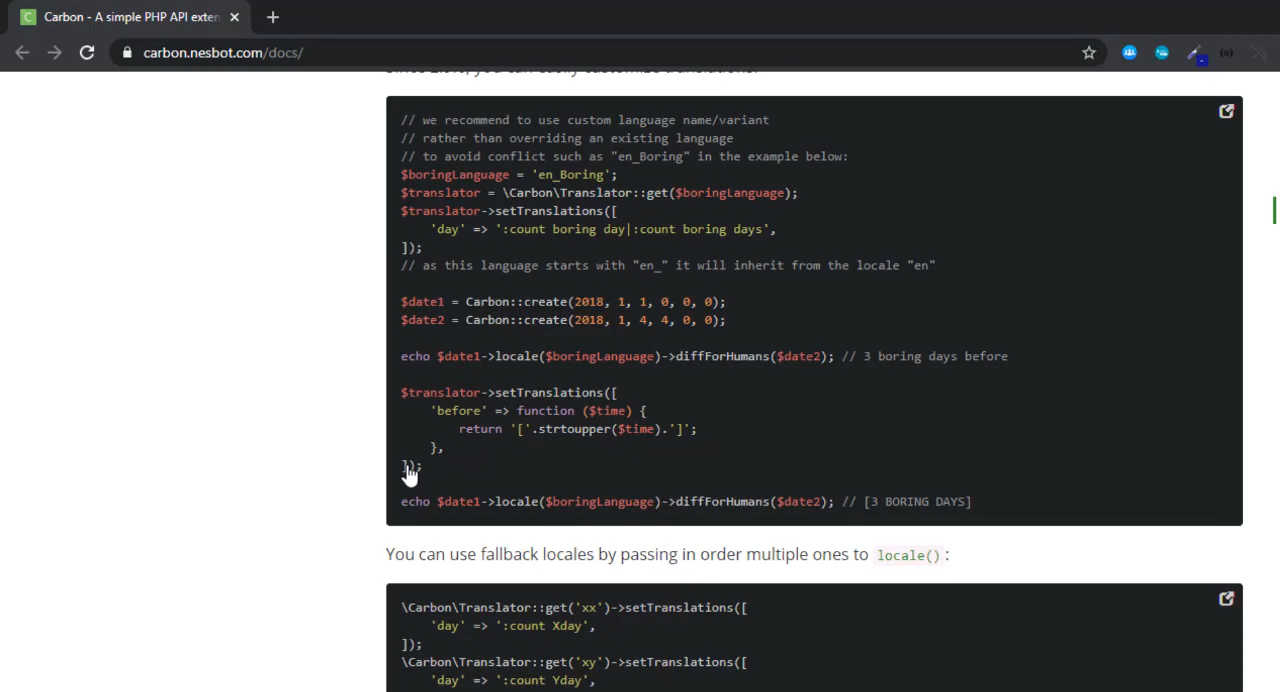 Carbon - A simple PHP API exten
carbon.nesbot.com/docs/
you can easily customize translations:
// we recommend to use custom language name/variant
// rather than overriding an existing language
// to avoid conflict such as "en_Boring" in the example below:
$boringLanguage = 'en_Boring';
$translator = \Carbon\Translator::get($boringLanguage);
$translator->setTranslations([
    'day' => ':count boring day|:count boring days',
]);
// as this language starts with "en_" it will inherit from the locale "en"
$date1 = Carbon::create(2018, 1, 1, 0, 0, 0);
$date2 = Carbon::create(2018, 1, 4, 4, 0, 0);
echo $date1->locale($boringLanguage)->diffForHumans($date2); // 3 boring days before
$translator->setTranslations([
    'before' => function ($time) {
        return '['.strtoupper($time).']';
    },
]);
echo $date1->locale($boringLanguage)->diffForHumans($date2); // [3 BORING DAYS]
You can use fallback locales by passing in order multiple ones to locale():
\Carbon\Translator::get('xx')->setTranslations([
    'day' => ':count Xday',
]);
\Carbon\Translator::get('xy')->setTranslations([
    'day' => ':count Yday',